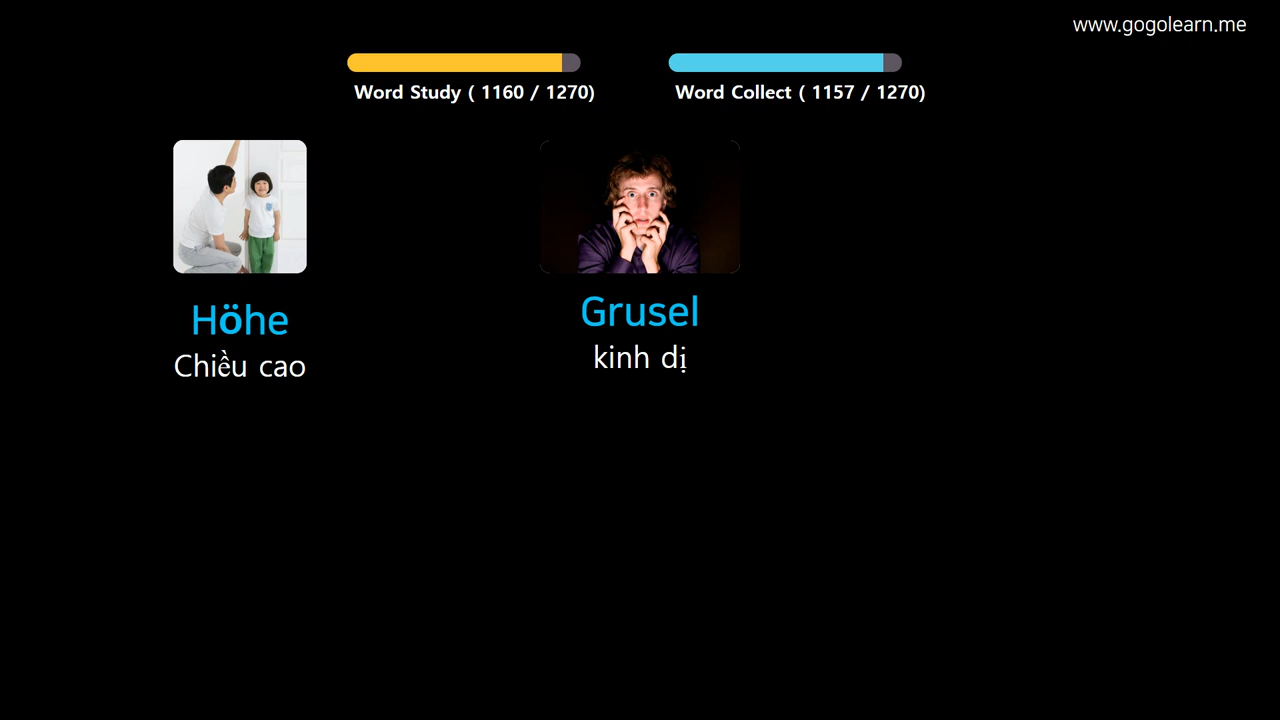 www.gogolearn.me
Word Study ( 1160 / 1270)
Word Collect ( 1157 / 1270)
Höhe
Chiều cao
Grusel
kinh dị